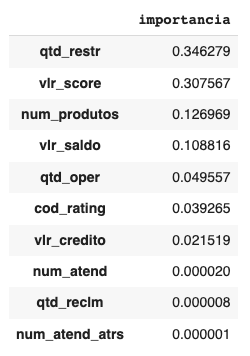 importancia
qtd_restr 0.346279
vlr_score 0.307567
num_produtos 0.126969
vlr_saldo 0.108816
qtd_oper 0.049557
cod_rating 0.039265
vlr_credito 0.021519
num_atend 0.000020
qtd_reclm 0.000008
num_atend_atrs 0.000001